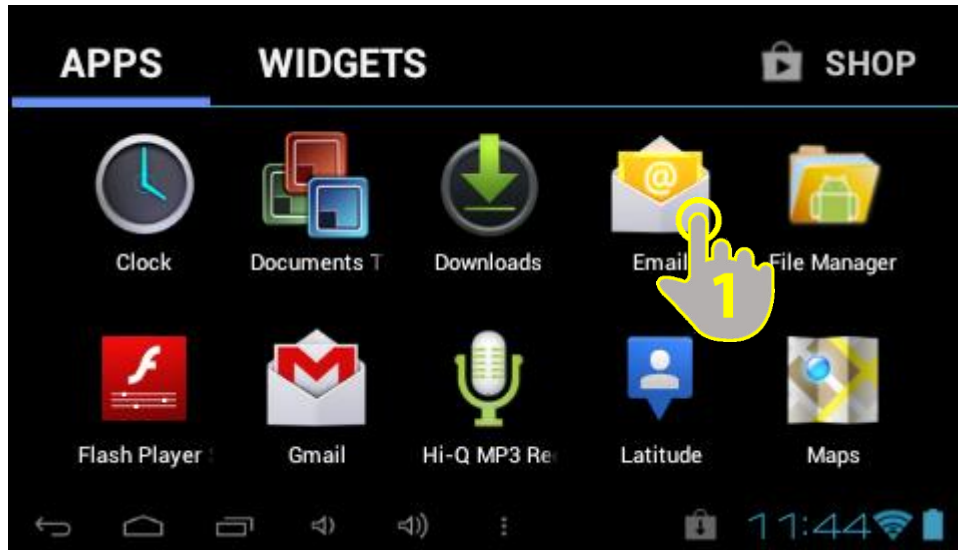 APPS WIDGETS SHOP
@
Clock Documents T Downloads Email File Manager
1
Flash Player Gmail Hi-Q MP3 Re Latitude Maps
11:44